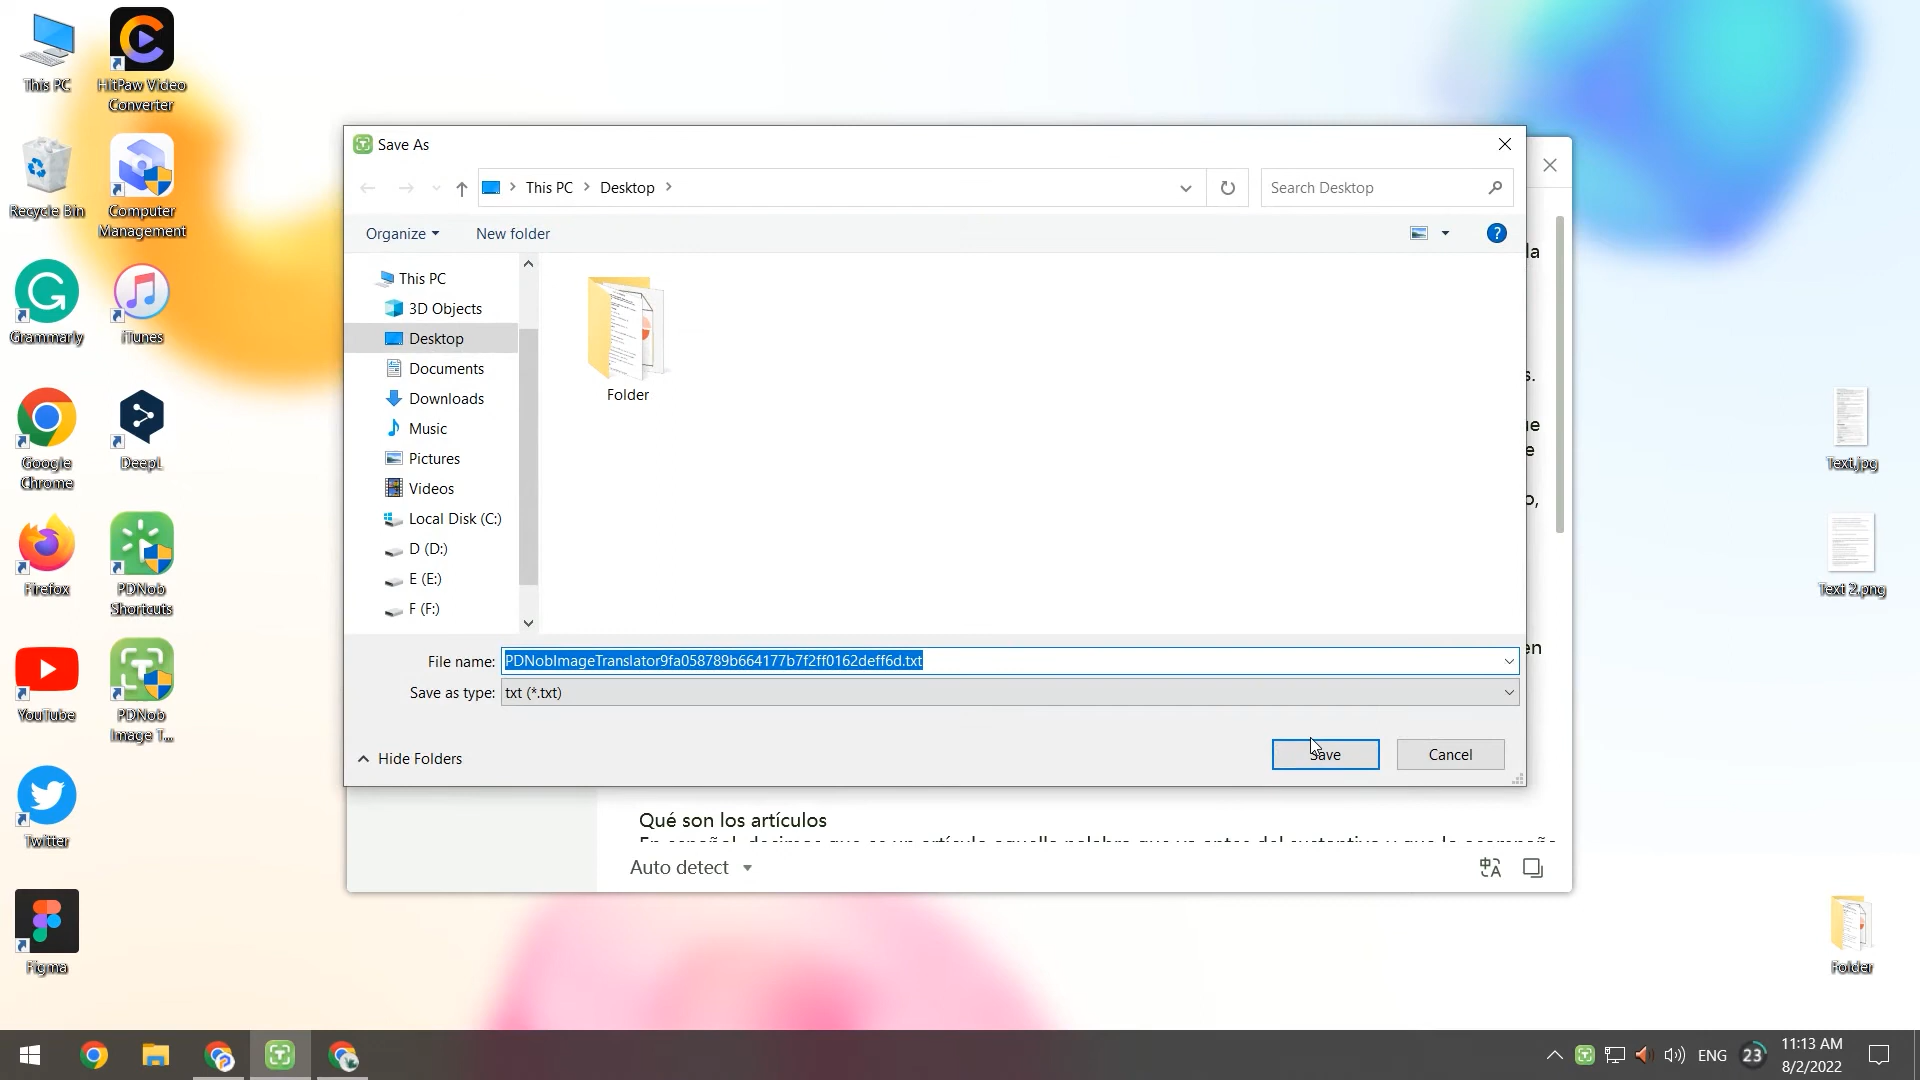 This PC
HitPaw Video
Converter
Recycle Bin
Computer
Management
Grammarly
iTunes
Google
Chrome
DeepL
Firefox
PDNob
Shortcuts
YouTube
PDNob
Image T...
Twitter
Figma
Save As
This PC
Desktop
Search Desktop
Organize
New folder
This PC
3D Objects
Desktop
Documents
Downloads
Music
Pictures
Videos
Local Disk (C:)
D (D:)
E (E:)
F (F:)
Folder
File name: PDNobImageTranslator9fa058789b664177b7f2ff0162deff6d.txt
Save as type: txt (*.txt)
Hide Folders
Save
Cancel
la
s.
ue
e
o,
en
Qué son los artículos
Auto detect
Text.jpg
Text 2.png
Folder
ENG
23
11:13 AM
8/2/2022